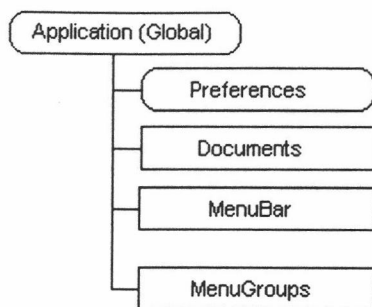 Application (Global)
Preferences
Documents
MenuBar
MenuGroups